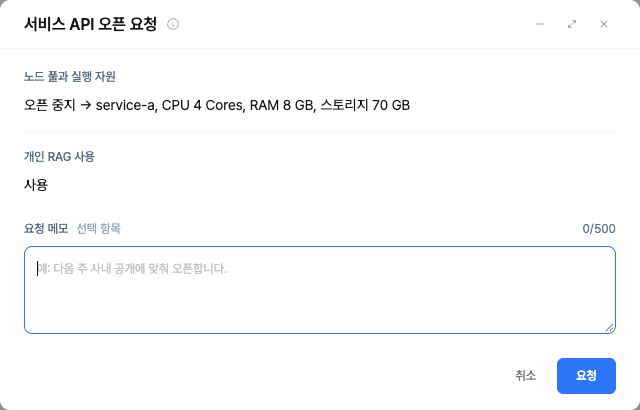 서비스 API 오픈 요청
노드 풀과 실행 자원
오픈 중지 → service-a, CPU 4 Cores, RAM 8 GB, 스토리지 70 GB
개인 RAG 사용
사용
요청 메모 선택 항목 0/500
예: 다음 주 사내 공개에 맞춰 오픈합니다.
취소 요청